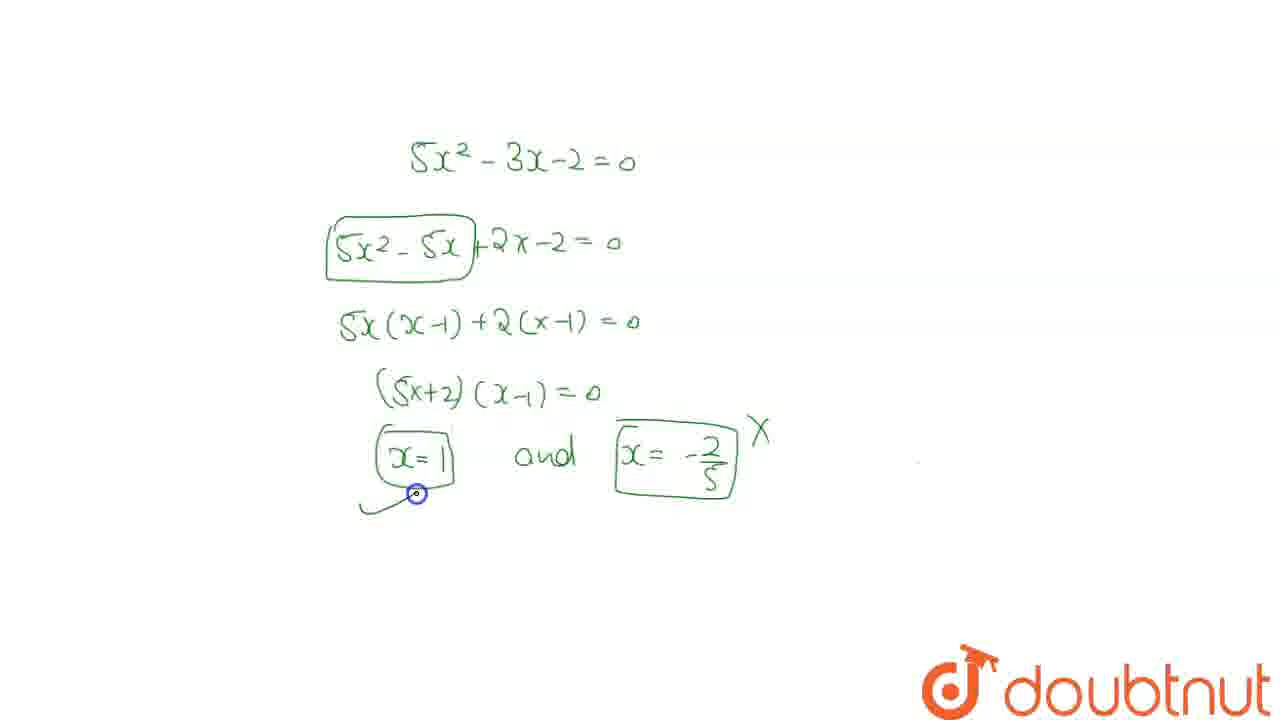 5x² - 3x - 2 = 0
5x² - 5x + 2x - 2 = 0
5x(x-1) + 2(x-1) = 0
(5x+2)(x-1) = 0
x = 1 and x = -2/5 X
doubtnut